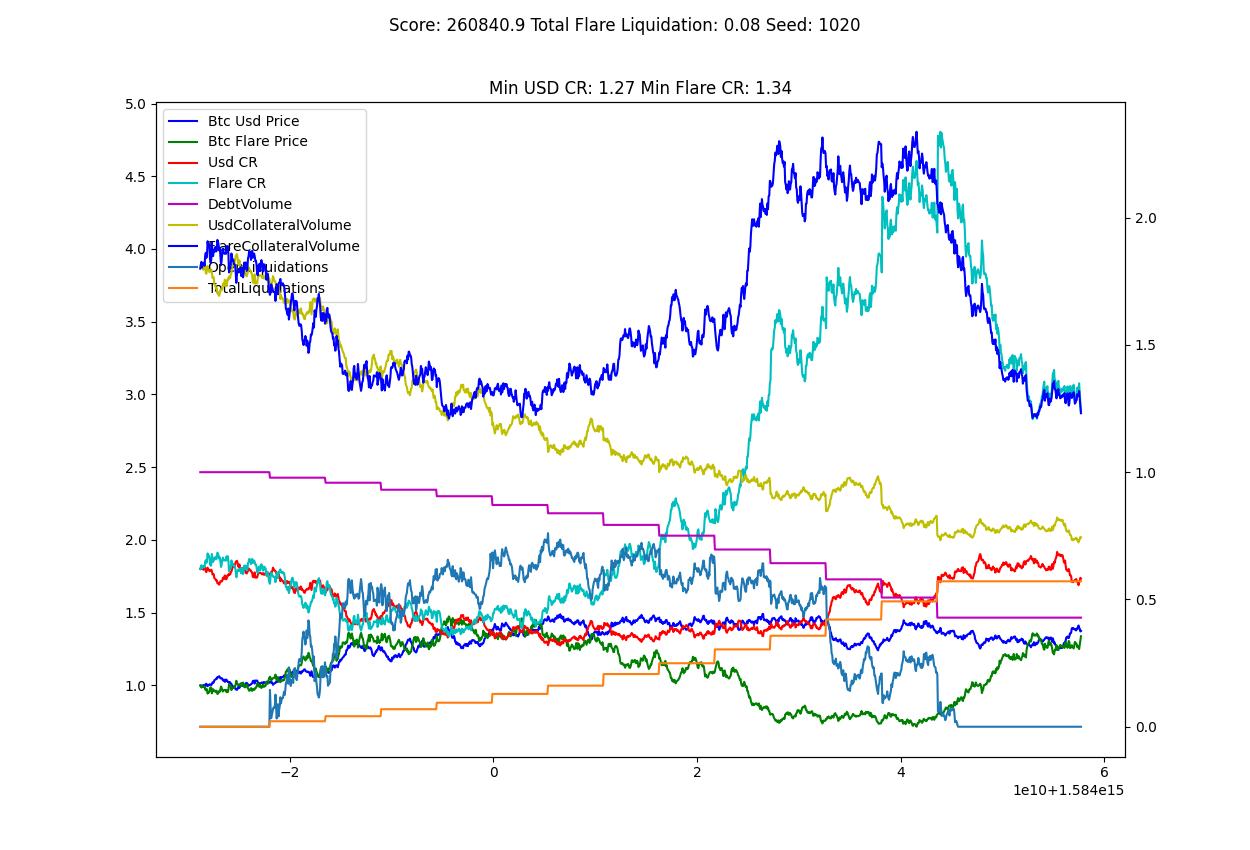 Score: 260840.9 Total Flare Liquidation: 0.08 Seed: 1020
Min USD CR: 1.27 Min Flare CR: 1.34
5.0
4.5
4.0
3.5
3.0
2.5
2.0
1.5
1.0
Btc Usd Price
Btc Flare Price
Usd CR
Flare CR
DebtVolume
UsdCollateralVolume
FlareCollateralVolume
OpenLiquidations
TotalLiquidations
2.0
1.5
1.0
0.5
0.0
−2 0 2 4 6
1e10+1.584e15